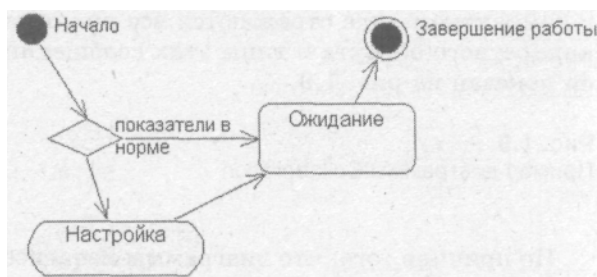 Начало
Завершение работы
показатели в
норме
Ожидание
Настройка